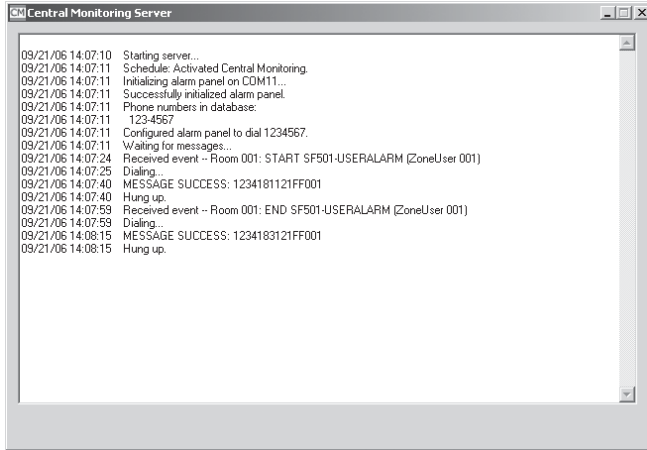 CM Central Monitoring Server
09/21/06 14:07:10 Starting server...
09/21/06 14:07:11 Schedule: Activated Central Monitoring.
09/21/06 14:07:11 Initializing alarm panel on COM11...
09/21/06 14:07:11 Successfully initialized alarm panel.
09/21/06 14:07:11 Phone numbers in database:
09/21/06 14:07:11 123-4567
09/21/06 14:07:11 Configured alarm panel to dial 1234567.
09/21/06 14:07:11 Waiting for messages...
09/21/06 14:07:24 Received event -- Room 001: START SF501-USERALARM (ZoneUser 001)
09/21/06 14:07:25 Dialing...
09/21/06 14:07:40 MESSAGE SUCCESS: 1234181121FF001
09/21/06 14:07:40 Hung up.
09/21/06 14:07:59 Received event -- Room 001: END SF501-USERALARM (ZoneUser 001)
09/21/06 14:07:59 Dialing...
09/21/06 14:08:15 MESSAGE SUCCESS: 1234183121FF001
09/21/06 14:08:15 Hung up.